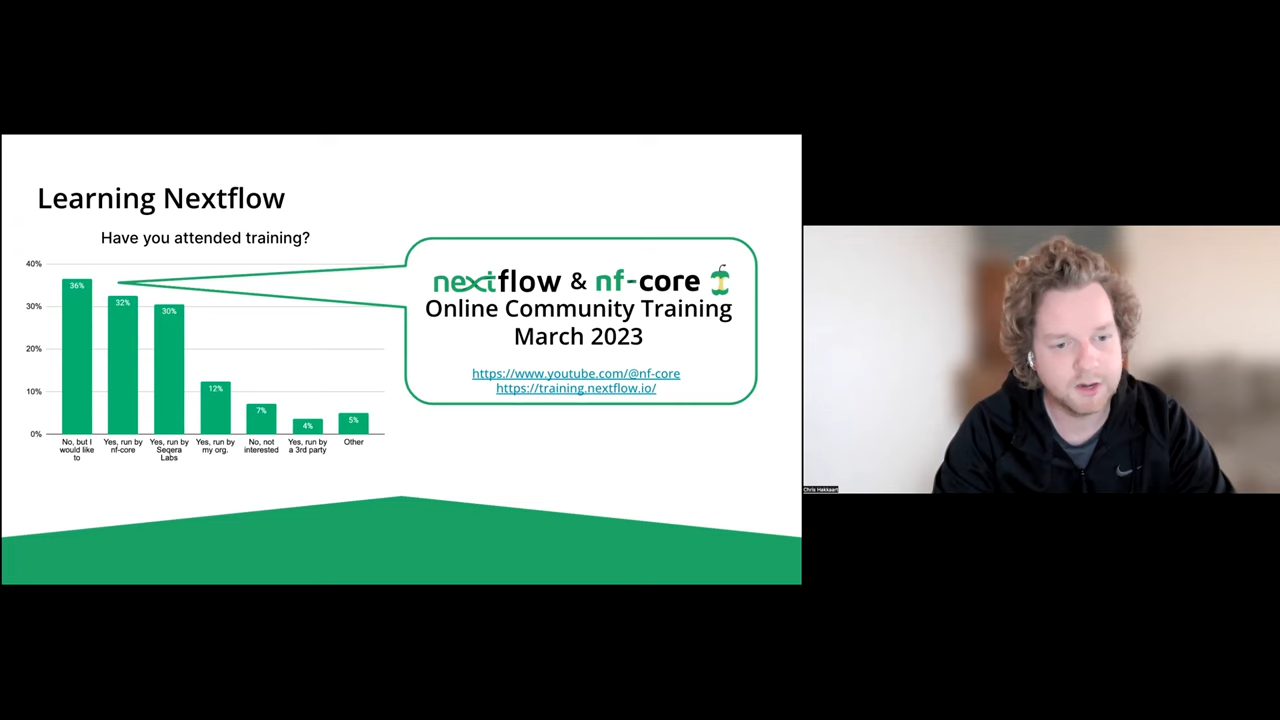 Learning Nextflow
Have you attended training?
40%
30%
20%
10%
0%
36%
32%
30%
12%
7%
4%
5%
No, but I
would like
to
Yes, run by
nf-core
Yes, run by
Seqera
Labs
Yes, run by
my org.
No, not
interested
Yes, run by
a 3rd party
Other
nextflow & nf-core
Online Community Training
March 2023
https://www.youtube.com/@nf-core
https://training.nextflow.io/
Chris Hakkaart